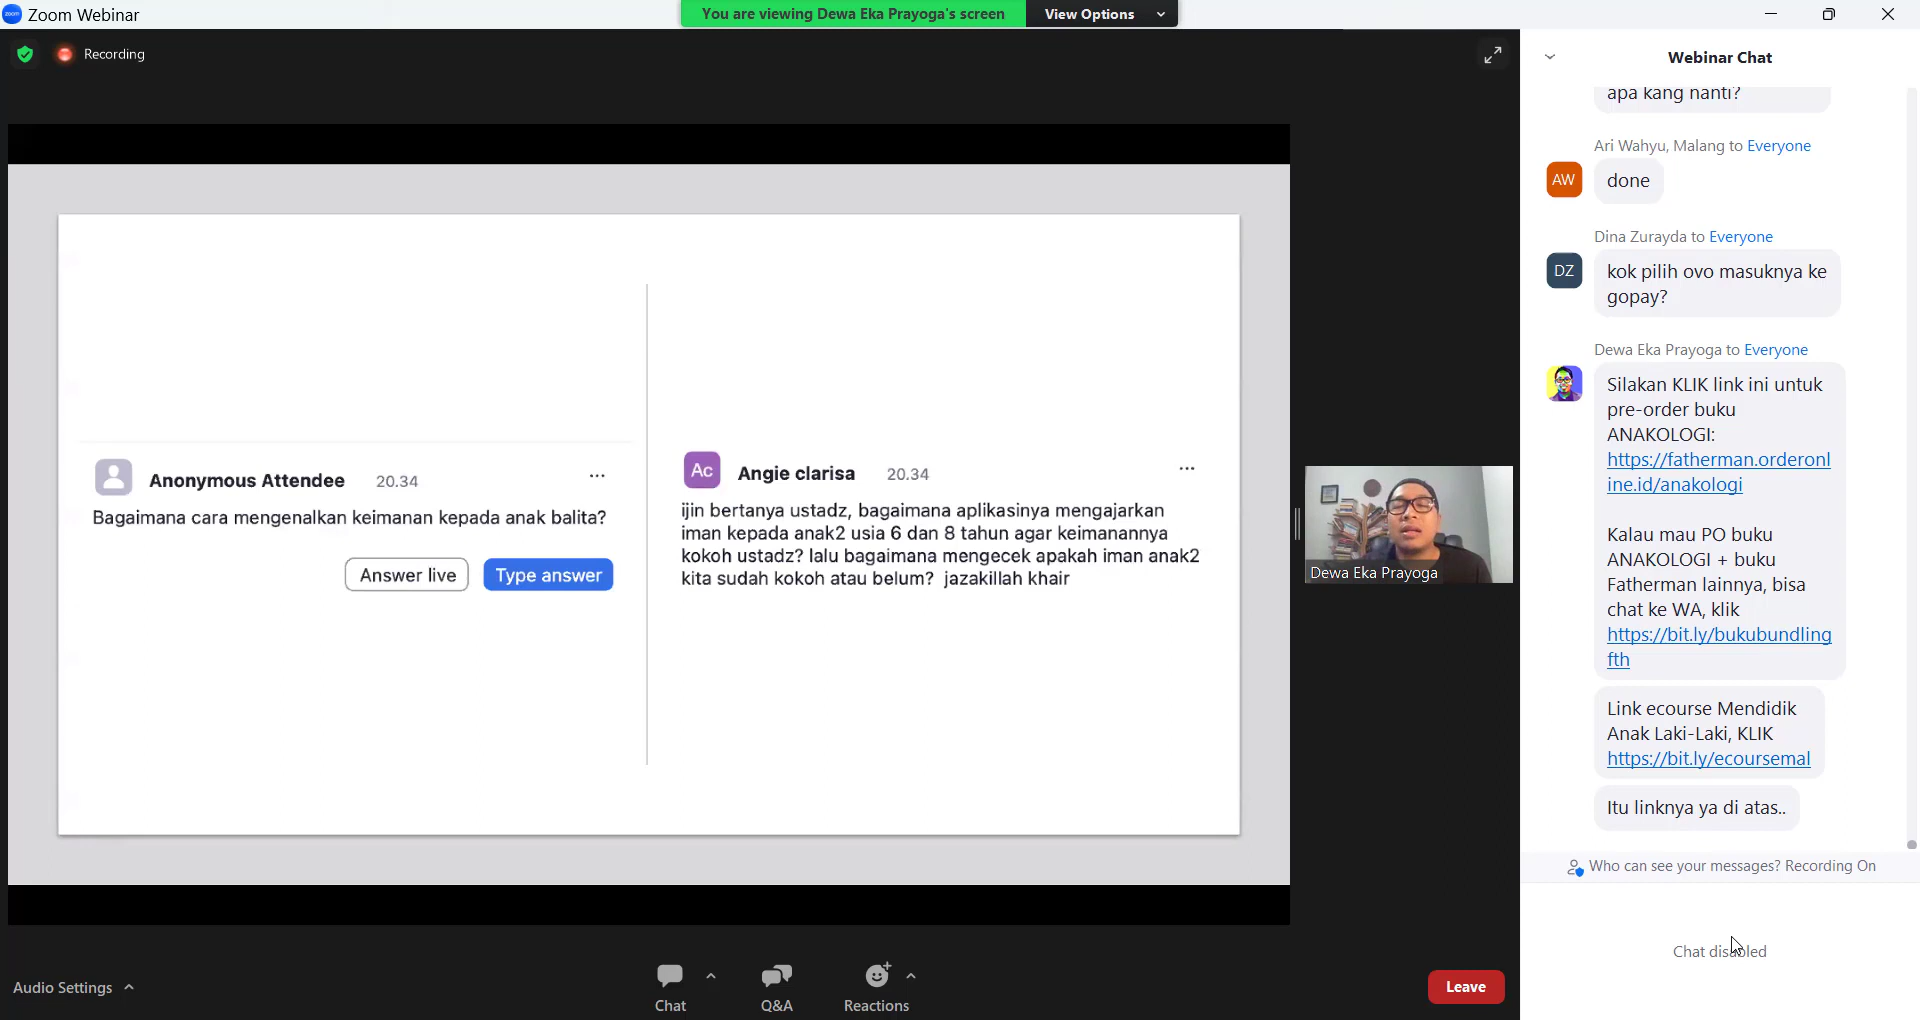 Zoom Webinar
You are viewing Dewa Eka Prayoga's screen
View Options
Recording
Anonymous Attendee 20.34
Bagaimana cara mengenalkan keimanan kepada anak balita?
Answer live
Type answer
Ac
Angie clarisa 20.34
ijin bertanya ustadz, bagaimana aplikasinya mengajarkan
iman kepada anak2 usia 6 dan 8 tahun agar keimanannya
kokoh ustadz? lalu bagaimana mengecek apakah iman anak2
kita sudah kokoh atau belum? jazakillah khair
Dewa Eka Prayoga
Webinar Chat
apa kang nanti?
Ari Wahyu, Malang to Everyone
AW
done
Dina Zurayda to Everyone
DZ
kok pilih ovo masuknya ke
gopay?
Dewa Eka Prayoga to Everyone
Silakan KLIK link ini untuk
pre-order buku
ANAKOLOGI:
https://fatherman.orderonl
ine.id/anakologi
Kalau mau PO buku
ANAKOLOGI + buku
Fatherman lainnya, bisa
chat ke WA, klik
https://bit.ly/bukubundling
fth
Link ecourse Mendidik
Anak Laki-Laki, KLIK
https://bit.ly/ecoursemal
Itu linknya ya di atas..
Who can see your messages? Recording On
Chat disabled
Audio Settings
Chat
Q&A
Reactions
Leave